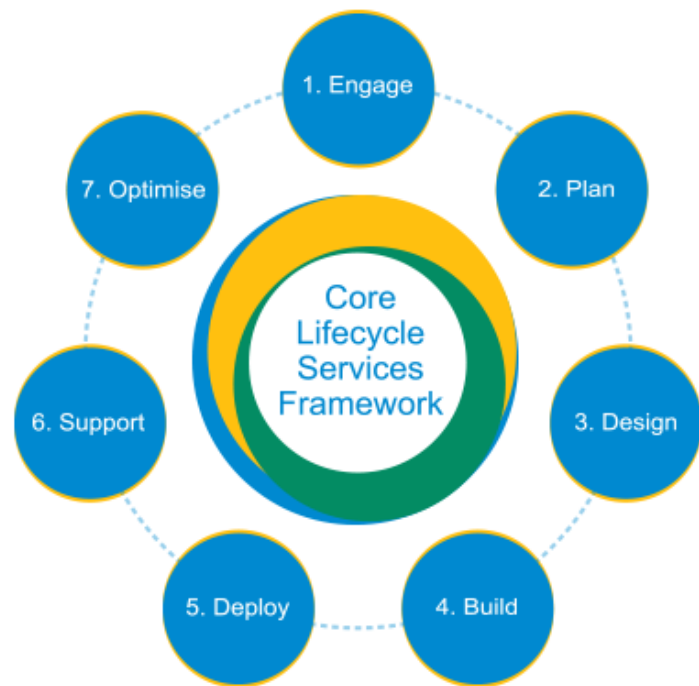 1. Engage
2. Plan
3. Design
4. Build
5. Deploy
6. Support
7. Optimise
Core
Lifecycle
Services
Framework